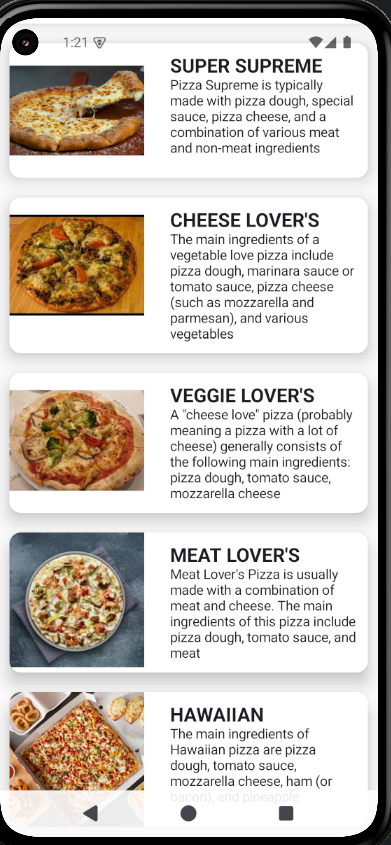 1:21
SUPER SUPREME
Pizza Supreme is typically
made with pizza dough, special
sauce, pizza cheese, and a
combination of various meat
and non-meat ingredients
CHEESE LOVER'S
The main ingredients of a
vegetable love pizza include
pizza dough, marinara sauce or
tomato sauce, pizza cheese
(such as mozzarella and
parmesan), and various
vegetables
VEGGIE LOVER'S
A "cheese love" pizza (probably
meaning a pizza with a lot of
cheese) generally consists of
the following main ingredients:
pizza dough, tomato sauce,
mozzarella cheese
MEAT LOVER'S
Meat Lover's Pizza is usually
made with a combination of
meat and cheese. The main
ingredients of this pizza include
pizza dough, tomato sauce, and
meat
HAWAIIAN
The main ingredients of
Hawaiian pizza are pizza
dough, tomato sauce,
mozzarella cheese, ham (or
bacon), and pineapple